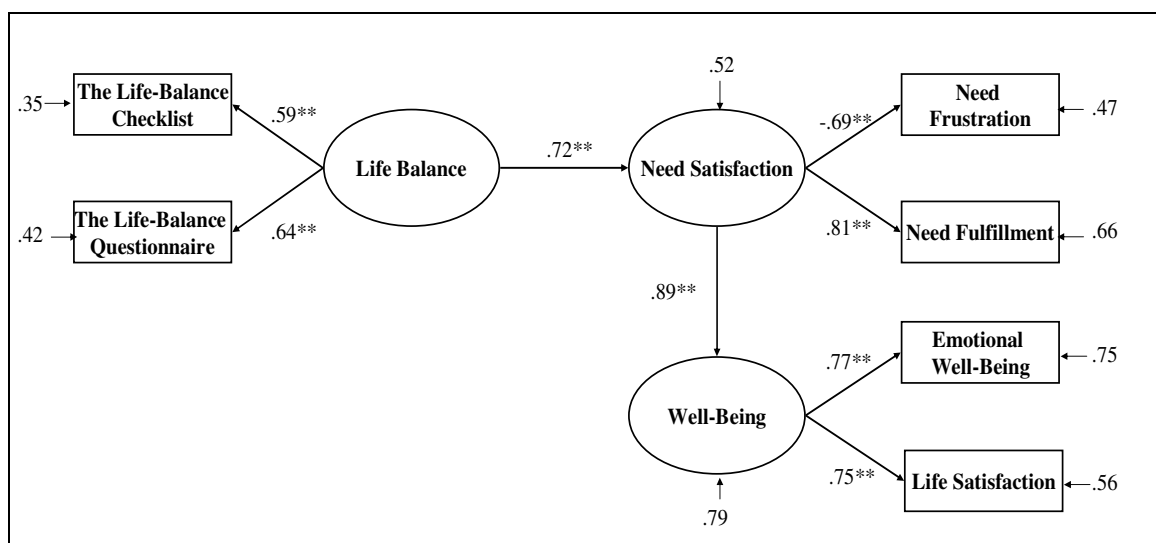 .35
The Life-Balance
Checklist
.59**
.42
The Life-Balance
Questionnaire
.64**
Life Balance
.72**
.52
Need Satisfaction
-.69**
Need
Frustration
.47
.81**
Need Fulfillment
.66
.89**
Well-Being
.79
.77**
Emotional
Well-Being
.75
.75**
Life Satisfaction
.56